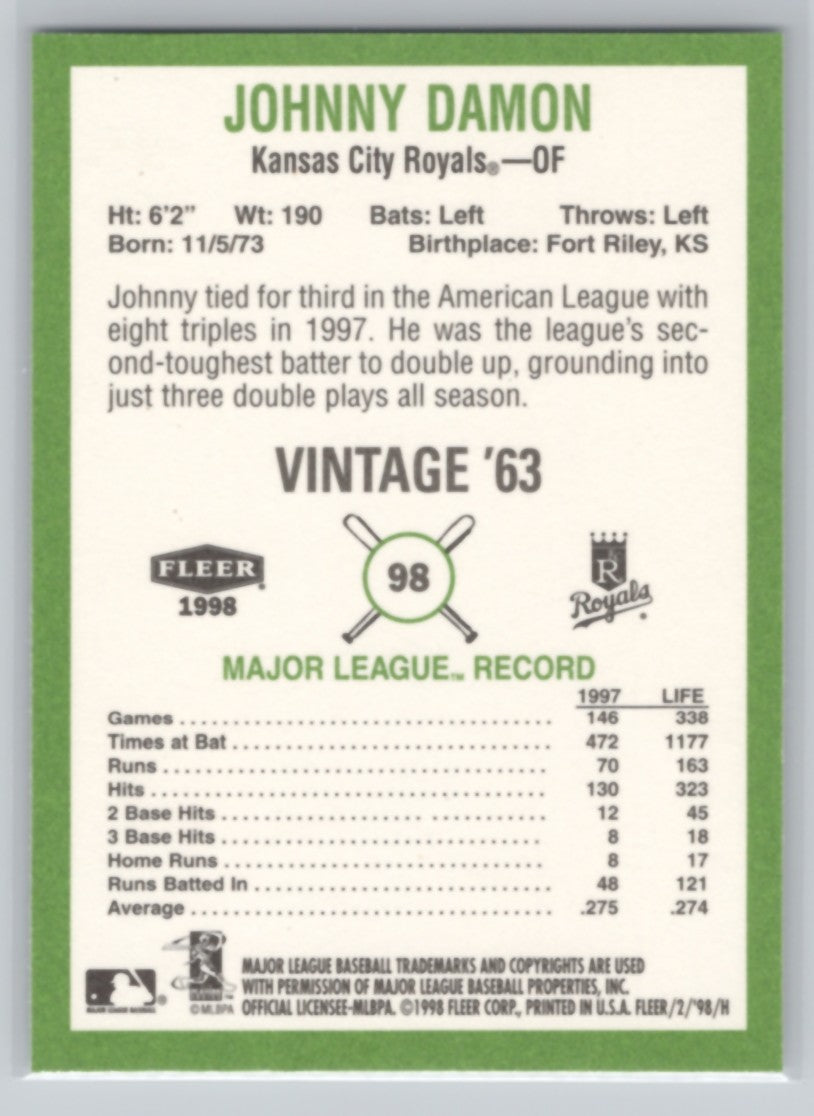 JOHNNY DAMON
Kansas City Royals®—OF
Ht: 6'2" Wt: 190 Bats: Left Throws: Left
Born: 11/5/73 Birthplace: Fort Riley, KS
Johnny tied for third in the American League with
eight triples in 1997. He was the league's sec-
ond-toughest batter to double up, grounding into
just three double plays all season.
VINTAGE '63
FLEER
1998
98
R
Royals
MAJOR LEAGUE™ RECORD
1997 LIFE
Games 146 338
Times at Bat 472 1177
Runs 70 163
Hits 130 323
2 Base Hits 12 45
3 Base Hits 8 18
Home Runs 8 17
Runs Batted In 48 121
Average .275 .274
MAJOR LEAGUE BASEBALL TRADEMARKS AND COPYRIGHTS ARE USED
WITH PERMISSION OF MAJOR LEAGUE BASEBALL PROPERTIES, INC.
OFFICIAL LICENSEE-MLBPA. ©1998 FLEER CORP., PRINTED IN U.S.A. FLEER/2/'98/H
©MLBPA
MAJOR LEAGUE BASEBALL